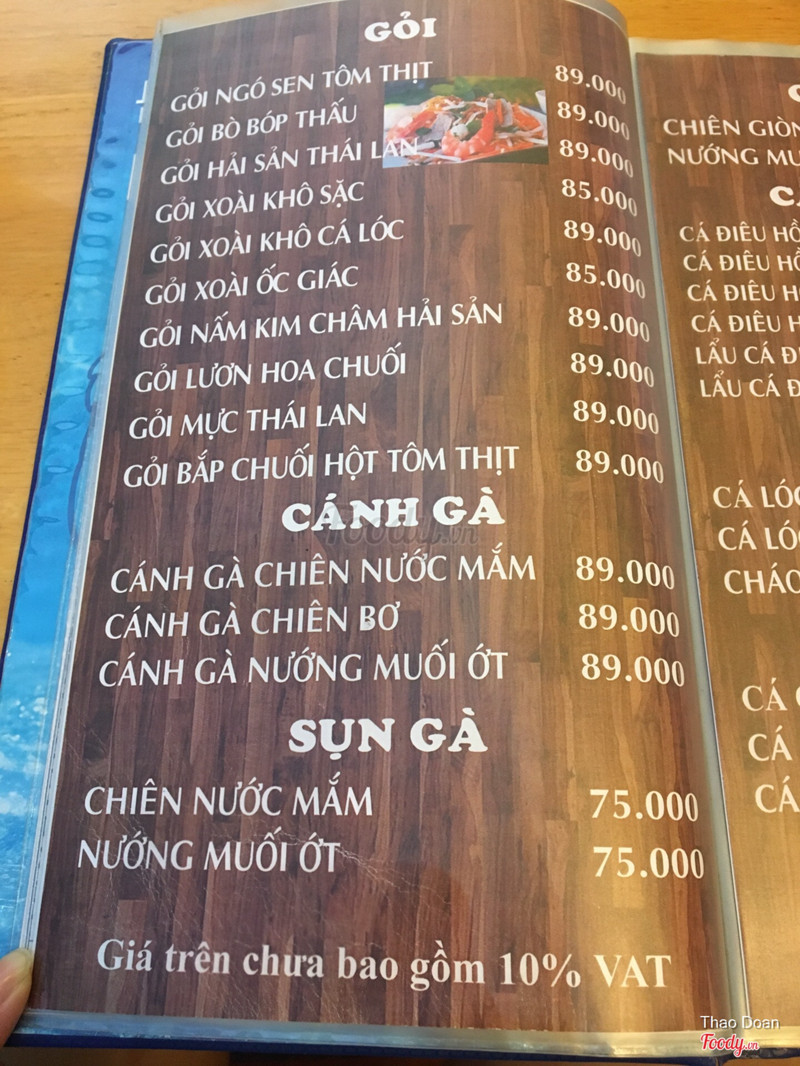 GỎI
GỎI NGÓ SEN TÔM THỊT 89.000
GỎI BÒ BÓP THẤU 89.000
GỎI HẢI SẢN THÁI LAN 89.000
GỎI XOÀI KHÔ SẶC 85.000
GỎI XOÀI KHÔ CÁ LÓC 89.000
GỎI XOÀI ỐC GIÁC 85.000
GỎI NẤM KIM CHÂM HẢI SẢN 89.000
GỎI LƯƠN HOA CHUỐI 89.000
GỎI MỰC THÁI LAN 89.000
GỎI BẮP CHUỐI HỘT TÔM THỊT 89.000
CÁNH GÀ
Foody.vn
CÁNH GÀ CHIÊN NƯỚC MẮM 89.000
CÁNH GÀ CHIÊN BƠ 89.000
CÁNH GÀ NƯỚNG MUỐI ỚT 89.000
SỤN GÀ
CHIÊN NƯỚC MẮM 75.000
NƯỚNG MUỐI ỚT 75.000
Giá trên chưa bao gồm 10% VAT
CHIÊN GIÒN
NƯỚNG
CÁ ĐIÊU
CÁ ĐIÊU
CÁ ĐIÊU
CÁ ĐIÊU
LẨU CÁ
LẨU CÁ
CÁ LÓC
CÁ LÓC
CHÁO
CÁ
CÁ
CÁ
Thao Doan
Foody.vn